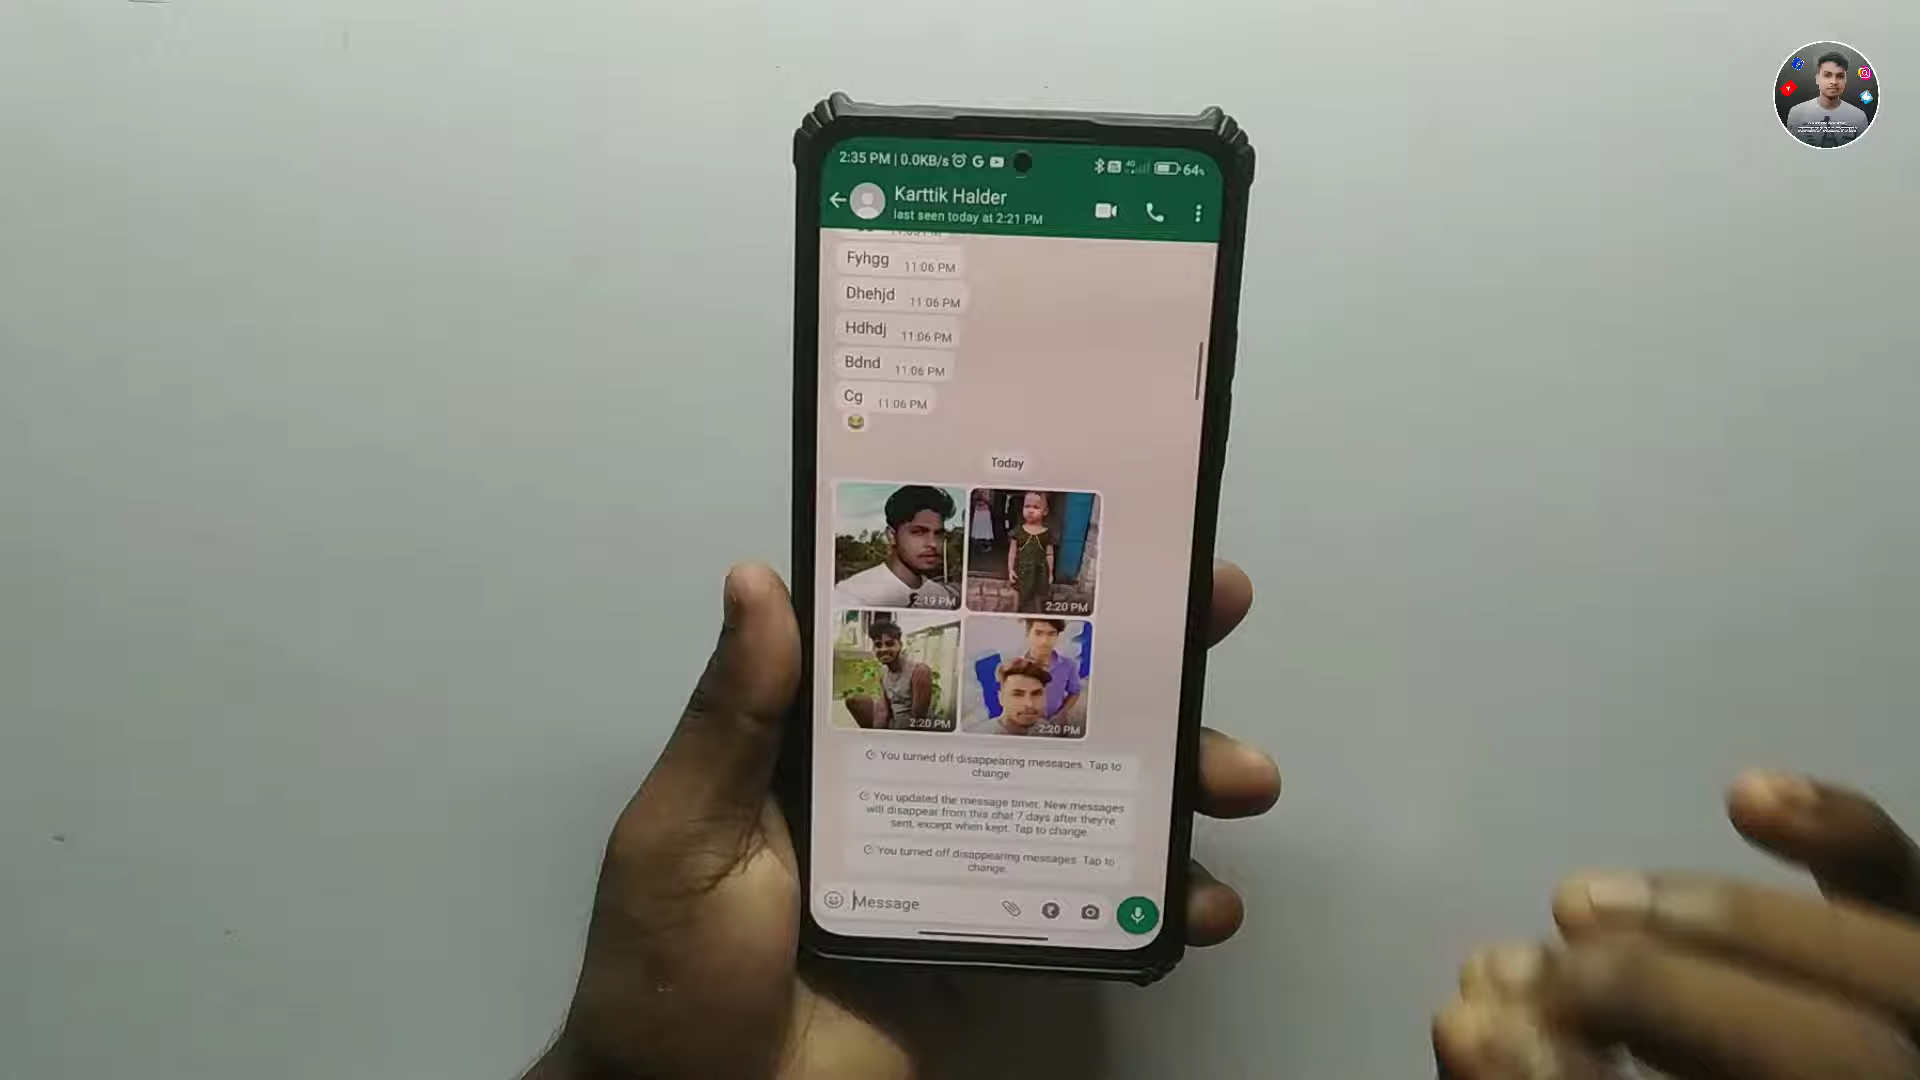 2:35 PM | 0.0KB/s
4G
64%
Karttik Halder
last seen today at 2:21 PM
Fyhgg 11:06 PM
Dhehjd 11:06 PM
Hdhdj 11:06 PM
Bdnd 11:06 PM
Cg 11:06 PM
Today
2:19 PM
2:20 PM
2:20 PM
2:20 PM
You turned off disappearing messages. Tap to
change.
You updated the message timer. New messages
will disappear from this chat 7 days after they're
sent, except when kept. Tap to change.
You turned off disappearing messages. Tap to
change.
Message